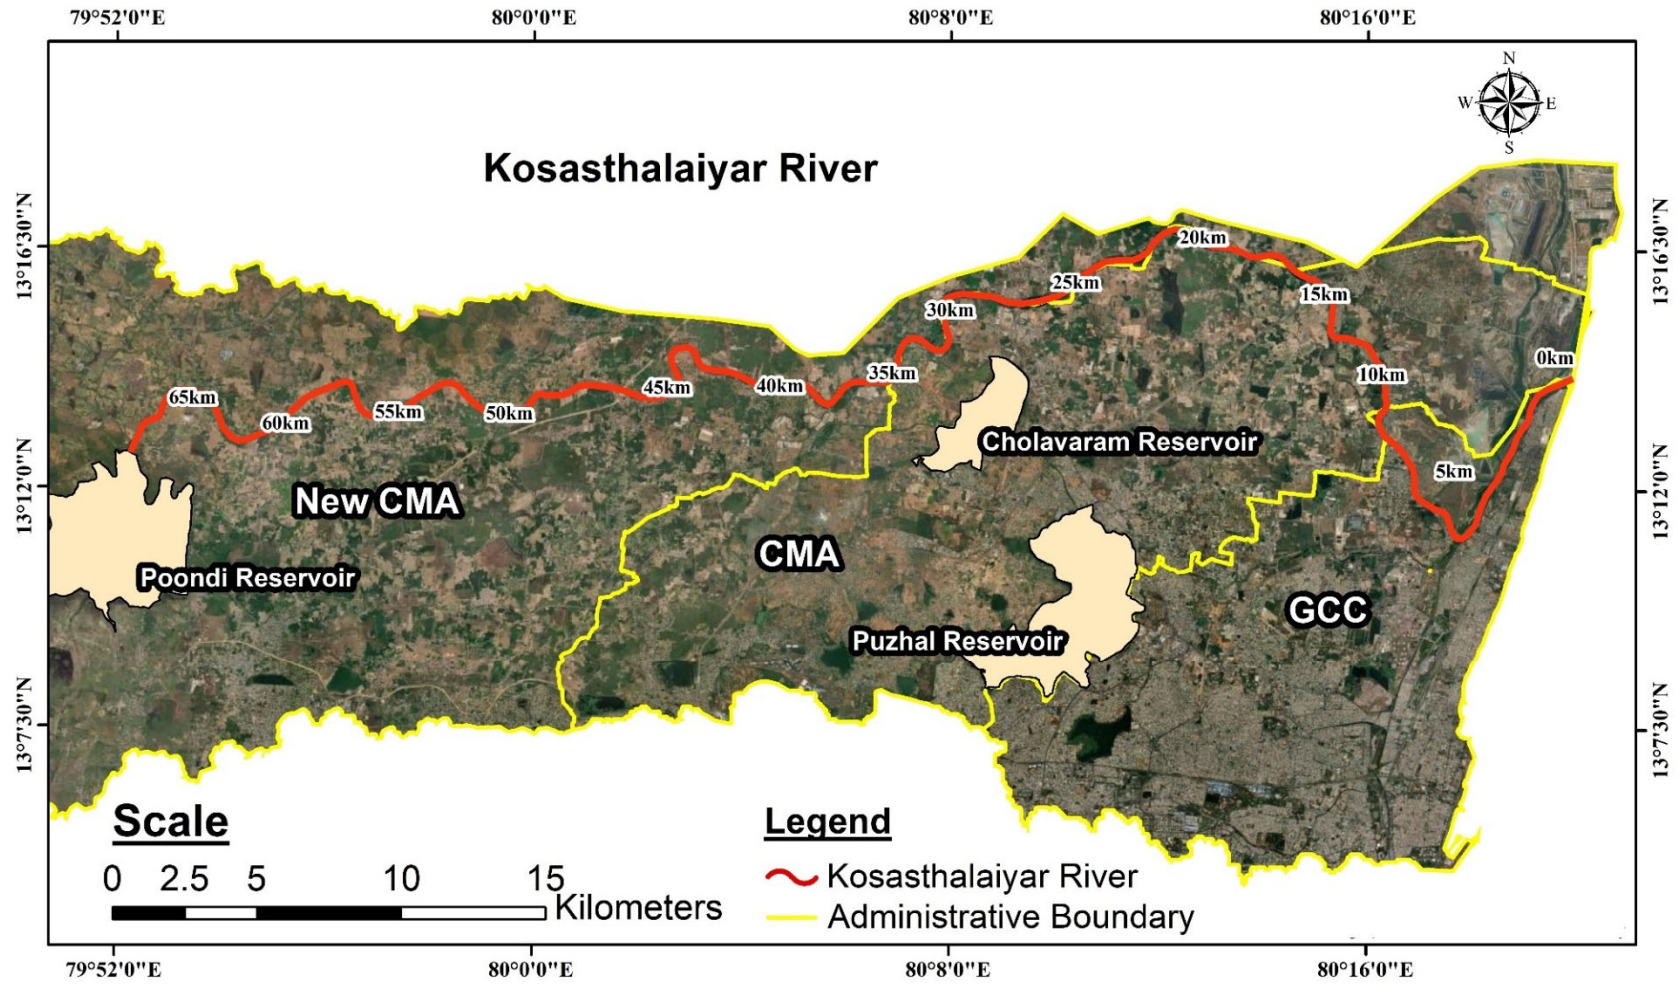 79°52'0"E 80°0'0"E 80°8'0"E 80°16'0"E
N
W E
S
Kosasthalaiyar River
13°16'30"N 13°16'30"N
20km
25km
15km
30km
0km
35km
10km
45km 40km
65km
55km 50km
60km
Cholavaram Reservoir
5km
13°12'0"N 13°12'0"N
New CMA
CMA
Poondi Reservoir
GCC
Puzhal Reservoir
13°7'30"N 13°7'30"N
Scale
0 2.5 5 10 15
Kilometers
Legend
Kosasthalaiyar River
Administrative Boundary
79°52'0"E 80°0'0"E 80°8'0"E 80°16'0"E